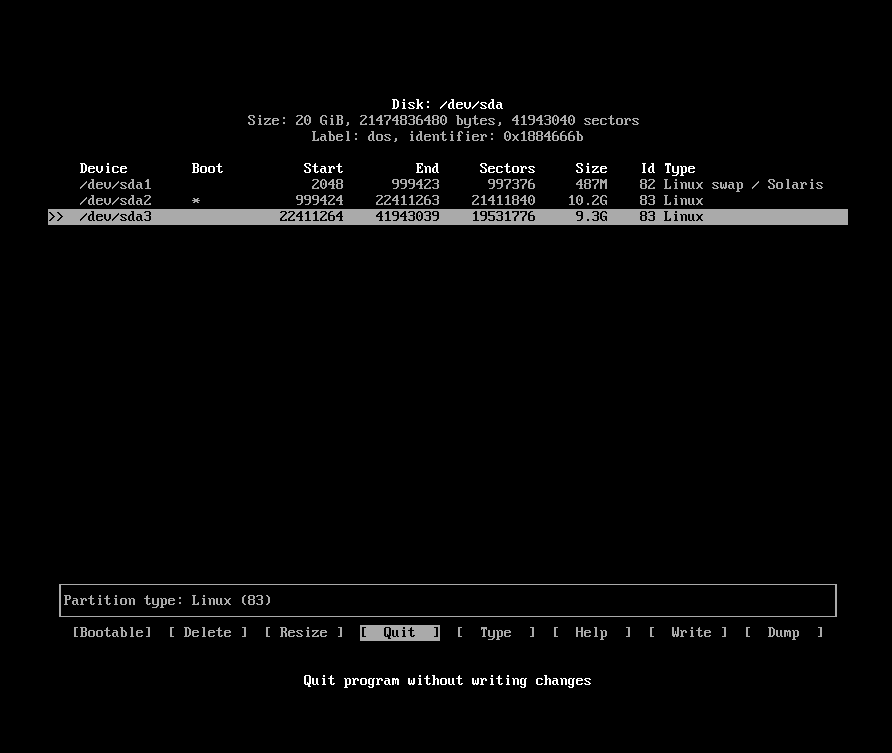 Disk: /dev/sda
Size: 20 GiB, 21474836480 bytes, 41943040 sectors
Label: dos, identifier: 0x1884666b
Device Boot Start End Sectors Size Id Type
/dev/sda1 2048 999423 997376 487M 82 Linux swap / Solaris
/dev/sda2 * 999424 22411263 21411840 10.2G 83 Linux
>> /dev/sda3 22411264 41943039 19531776 9.3G 83 Linux
Partition type: Linux (83)
[Bootable] [ Delete ] [ Resize ] [ Quit ] [ Type ] [ Help ] [ Write ] [ Dump ]
Quit program without writing changes